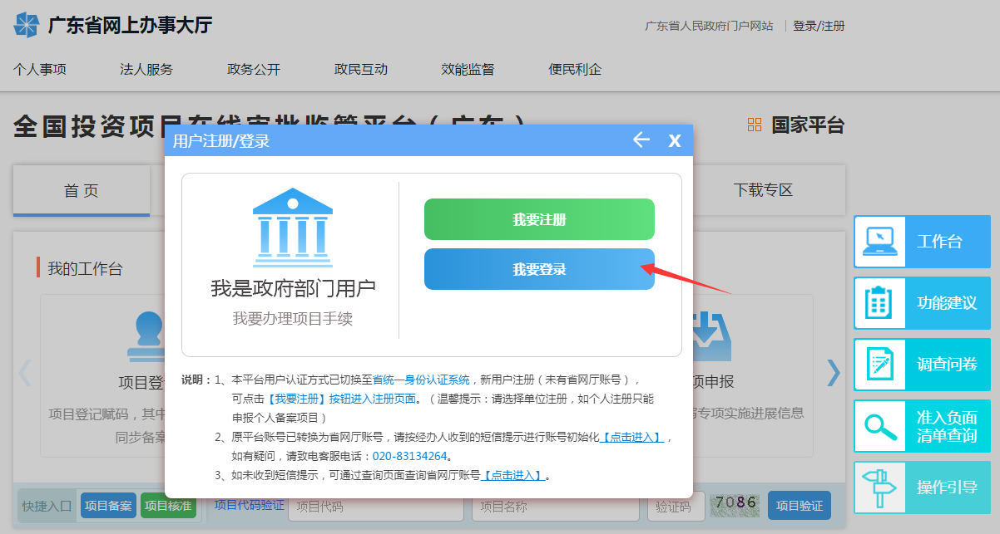 广东省网上办事大厅
广东省人民政府门户网站 登录/注册
个人事项 法人服务 政务公开 政民互动 效能监督 便民利企
全国投资项目在线审批监管平台（广东）
国家平台
首 页
下载专区
用户注册/登录
X
我是政府部门用户
我要办理项目手续
我要注册
我要登录
说明：1、本平台用户认证方式已切换至省统一身份认证系统，新用户注册（未有省网厅账号），
可点击【我要注册】按钮进入注册页面。（温馨提示：请选择单位注册，如个人注册只能
申报个人备案项目）
2、原平台账号已转换为省网厅账号，请按经办人收到的短信提示进行账号初始化【点击进入】，
如有疑问，请致电客服电话：020-83134264。
3、如未收到短信提示，可通过查询页面查询省网厅账号【点击进入】。
我的工作台
项目登
项目登记赋码，其中
同步备案
项申报
专项实施进展信息
工作台
功能建议
调查问卷
准入负面
清单查询
操作引导
快捷入口 项目备案 项目核准 项目代码验证 项目代码 项目名称 验证码 7086 项目验证